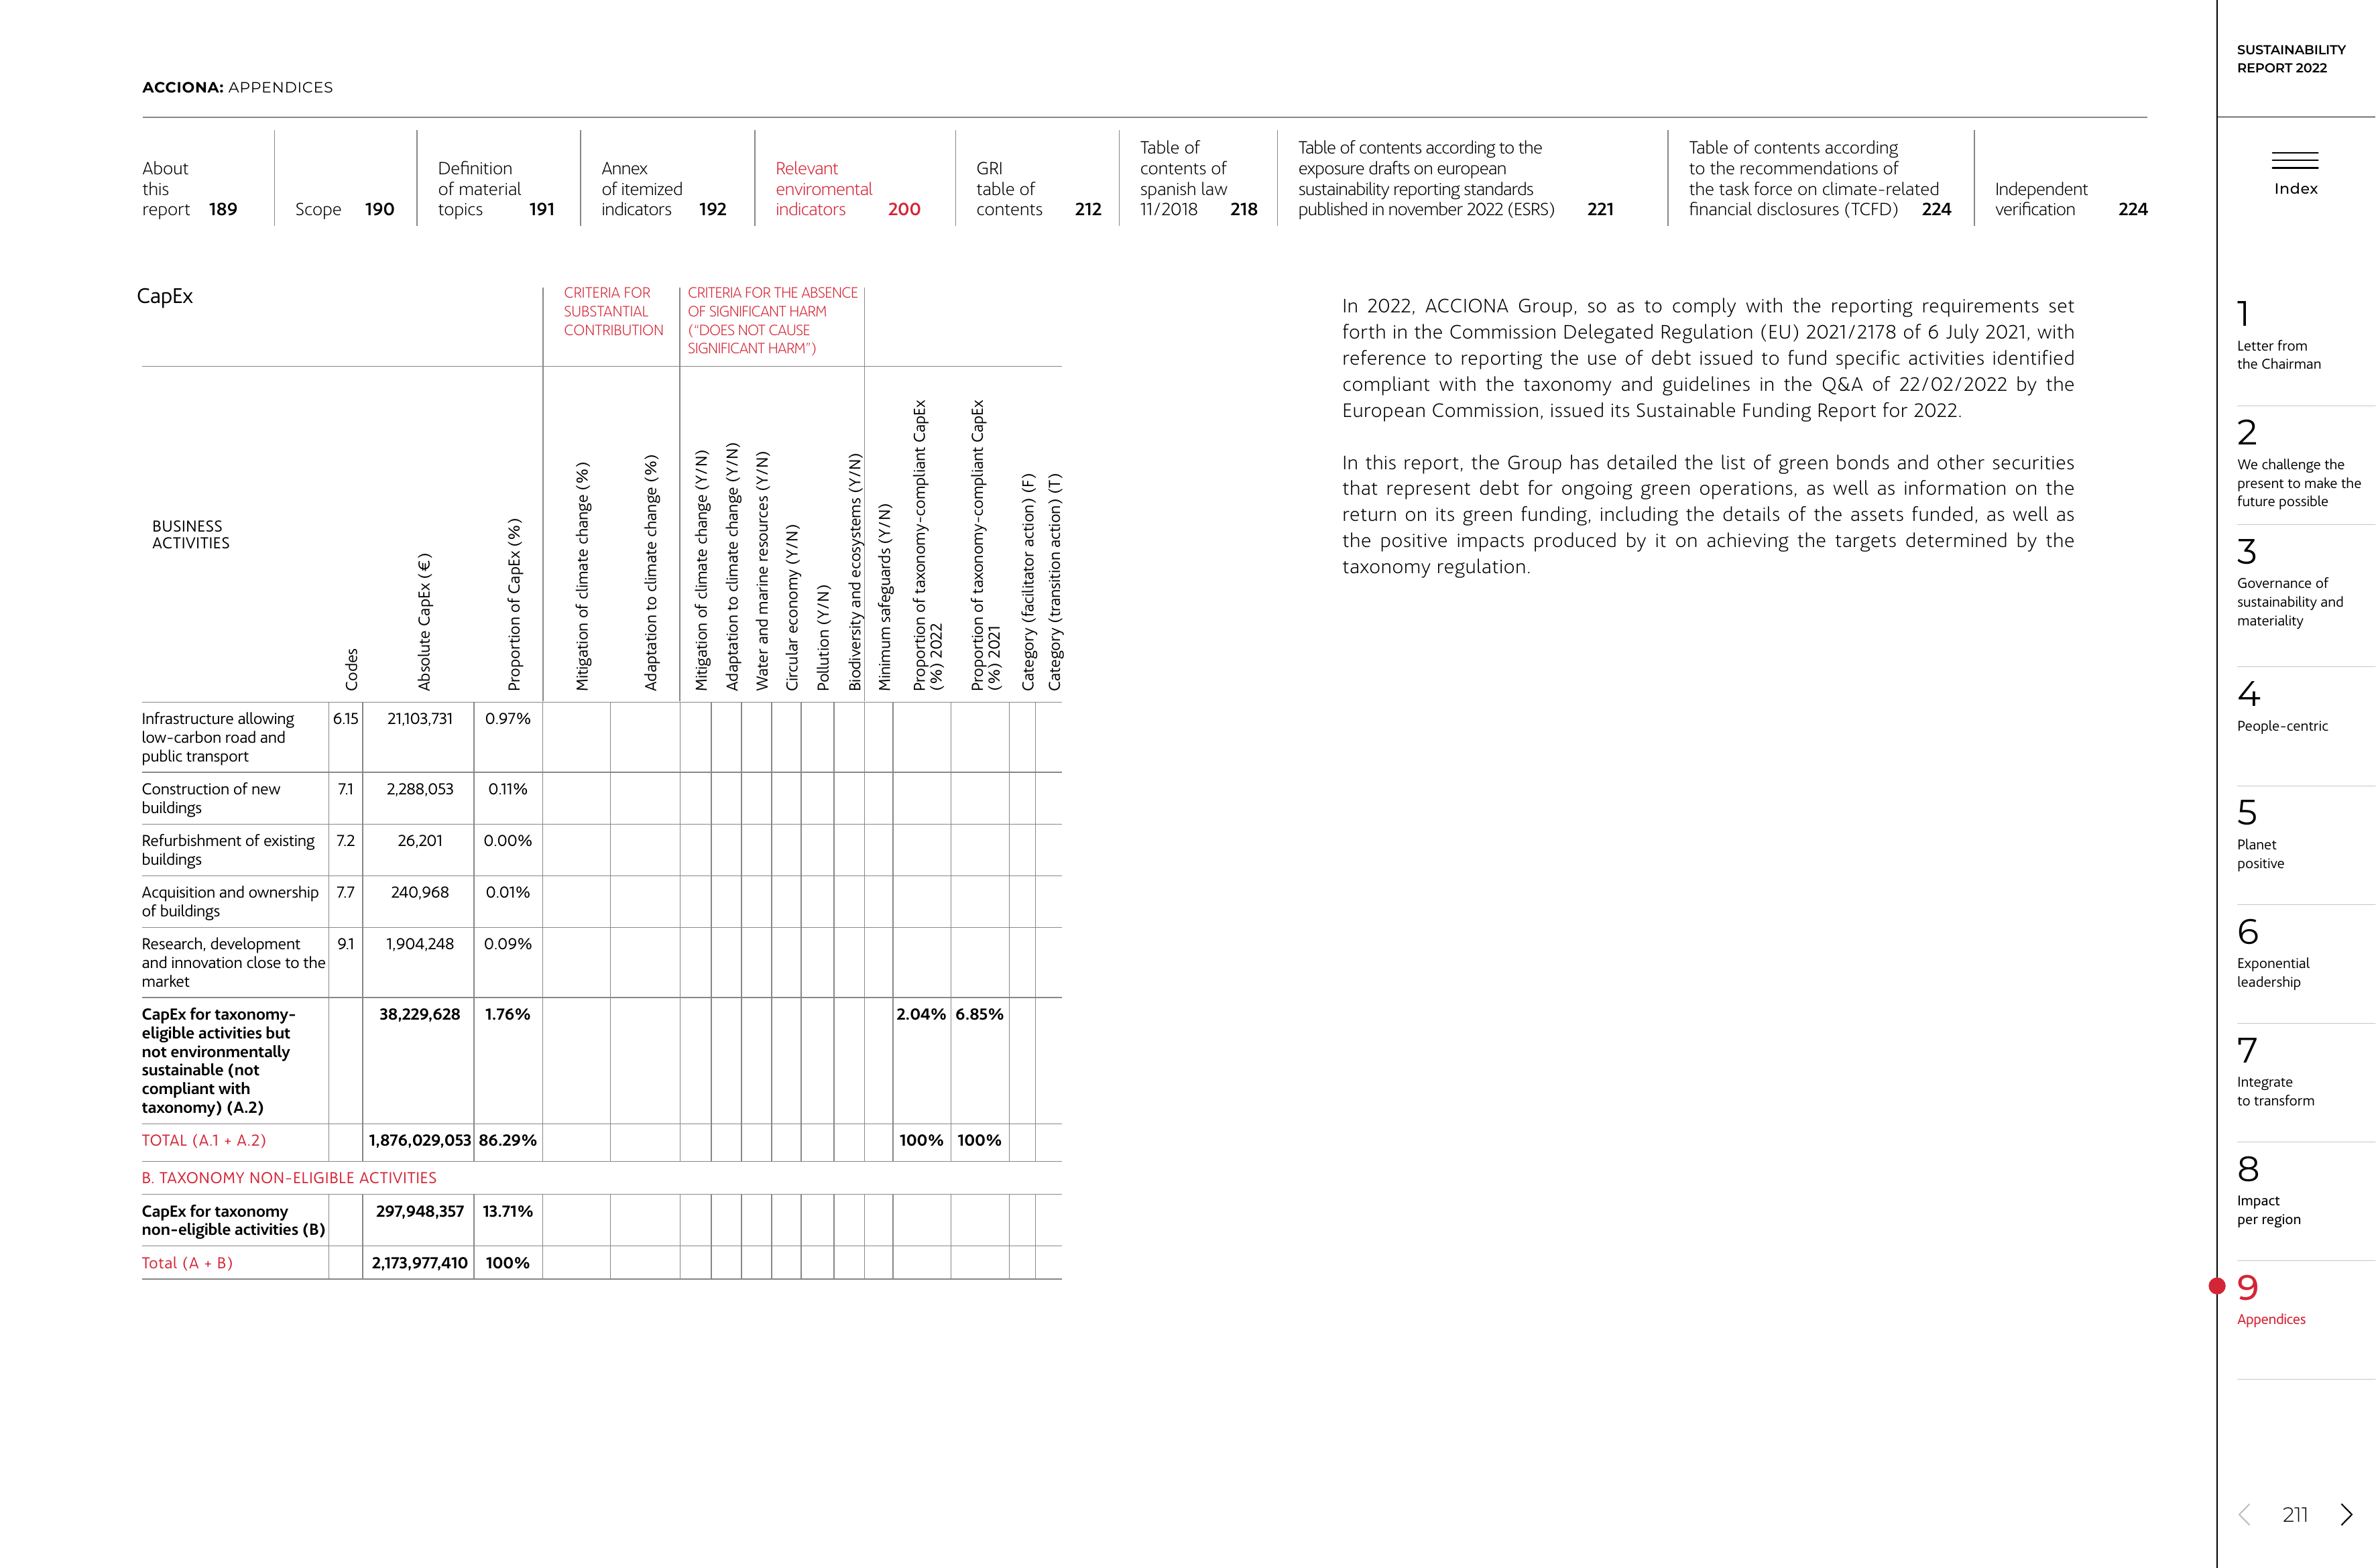 ACCIONA: APPENDICES
SUSTAINABILITY
REPORT 2022
About
this
report 189
Scope 190
Definition
of material
topics 191
Annex
of itemized
indicators 192
Relevant
enviromental
indicators 200
GRI
table of
contents 212
Table of
contents of
spanish law
11/2018 218
Table of contents according to the
exposure drafts on european
sustainability reporting standards
published in november 2022 (ESRS) 221
Table of contents according
to the recommendations of
the task force on climate-related
financial disclosures (TCFD) 224
Independent
verification 224
Index
CapEx
CRITERIA FOR
SUBSTANTIAL
CONTRIBUTION
CRITERIA FOR THE ABSENCE
OF SIGNIFICANT HARM
(“DOES NOT CAUSE
SIGNIFICANT HARM”)
BUSINESS
ACTIVITIES
Codes
Absolute CapEx (€)
Proportion of CapEx (%)
Mitigation of climate change (%)
Adaptation to climate change (%)
Mitigation of climate change (Y/N)
Adaptation to climate change (Y/N)
Water and marine resources (Y/N)
Circular economy (Y/N)
Pollution (Y/N)
Biodiversity and ecosystems (Y/N)
Minimum safeguards (Y/N)
Proportion of taxonomy-compliant CapEx
(%) 2022
Proportion of taxonomy-compliant CapEx
(%) 2021
Category (facilitator action) (F)
Category (transition action) (T)
Infrastructure allowing 6.15 21,103,731 0.97%
low-carbon road and
public transport
Construction of new 7.1 2,288,053 0.11%
buildings
Refurbishment of existing 7.2 26,201 0.00%
buildings
Acquisition and ownership 7.7 240,968 0.01%
of buildings
Research, development 9.1 1,904,248 0.09%
and innovation close to the
market
CapEx for taxonomy- 38,229,628 1.76% 2.04% 6.85%
eligible activities but
not environmentally
sustainable (not
compliant with
taxonomy) (A.2)
TOTAL (A.1 + A.2) 1,876,029,053 86.29% 100% 100%
B. TAXONOMY NON-ELIGIBLE ACTIVITIES
CapEx for taxonomy 297,948,357 13.71%
non-eligible activities (B)
Total (A + B) 2,173,977,410 100%
In 2022, ACCIONA Group, so as to comply with the reporting requirements set
forth in the Commission Delegated Regulation (EU) 2021/2178 of 6 July 2021, with
reference to reporting the use of debt issued to fund specific activities identified
compliant with the taxonomy and guidelines in the Q&A of 22/02/2022 by the
European Commission, issued its Sustainable Funding Report for 2022.
In this report, the Group has detailed the list of green bonds and other securities
that represent debt for ongoing green operations, as well as information on the
return on its green funding, including the details of the assets funded, as well as
the positive impacts produced by it on achieving the targets determined by the
taxonomy regulation.
1
Letter from
the Chairman
2
We challenge the
present to make the
future possible
3
Governance of
sustainability and
materiality
4
People-centric
5
Planet
positive
6
Exponential
leadership
7
Integrate
to transform
8
Impact
per region
9
Appendices
211